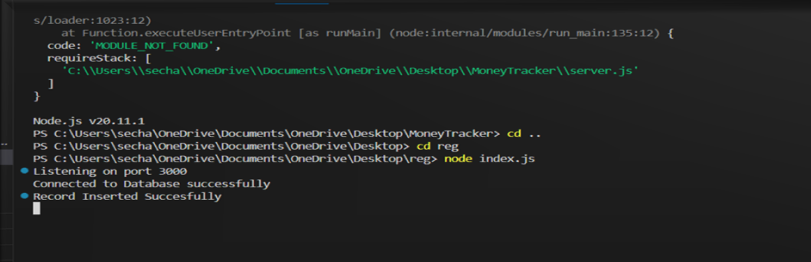 s/loader:1023:12)
    at Function.executeUserEntryPoint [as runMain] (node:internal/modules/run_main:135:12) {
  code: 'MODULE_NOT_FOUND',
  requireStack: [
    'C:\\Users\\secha\\OneDrive\\Documents\\OneDrive\\Desktop\\MoneyTracker\\server.js'
  ]
}
Node.js v20.11.1
PS C:\Users\secha\OneDrive\Documents\OneDrive\Desktop\MoneyTracker> cd ..
PS C:\Users\secha\OneDrive\Documents\OneDrive\Desktop> cd reg
PS C:\Users\secha\OneDrive\Documents\OneDrive\Desktop\reg> node index.js
Listening on port 3000
Connected to Database successfully
Record Inserted Succesfully